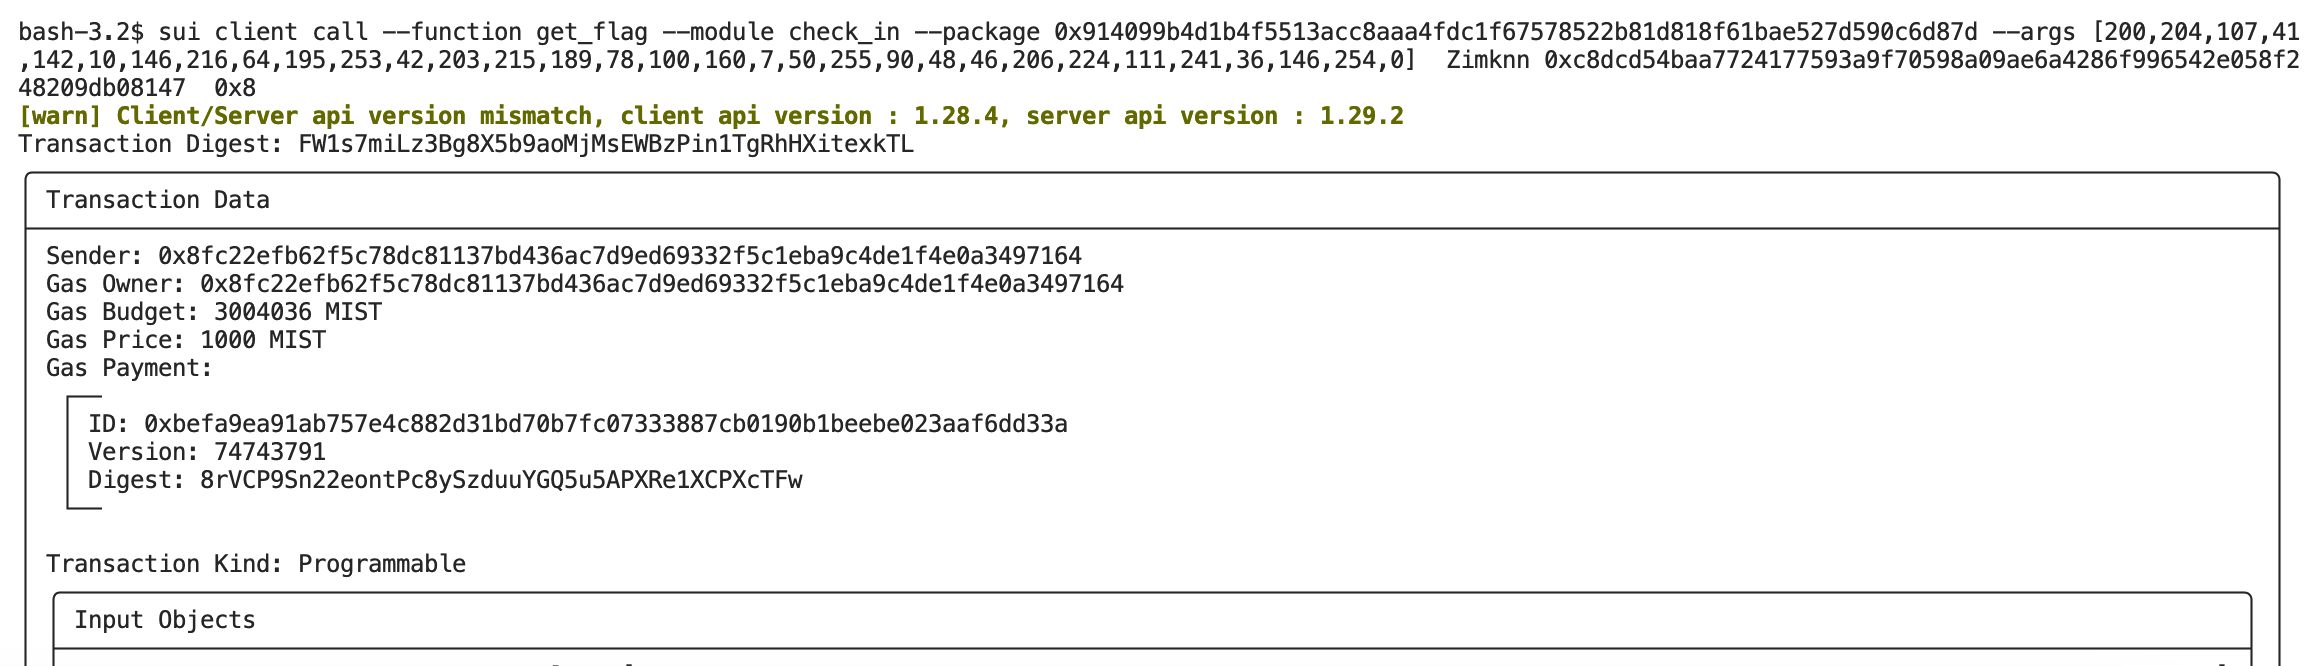 bash-3.2$ sui client call --function get_flag --module check_in --package 0x914099b4d1b4f5513acc8aaa4fdc1f67578522b81d818f61bae527d590c6d87d --args [200,204,107,41
,142,10,146,216,64,195,253,42,203,215,189,78,100,160,7,50,255,90,48,46,206,224,111,241,36,146,254,0]  Zimknn 0xc8dcd54baa7724177593a9f70598a09ae6a4286f996542e058f2
48209db08147  0x8
[warn] Client/Server api version mismatch, client api version : 1.28.4, server api version : 1.29.2
Transaction Digest: FW1s7miLz3Bg8X5b9aoMjMsEWBzPin1TgRhHXitexkTL
Transaction Data
Sender: 0x8fc22efb62f5c78dc81137bd436ac7d9ed69332f5c1eba9c4de1f4e0a3497164
Gas Owner: 0x8fc22efb62f5c78dc81137bd436ac7d9ed69332f5c1eba9c4de1f4e0a3497164
Gas Budget: 3004036 MIST
Gas Price: 1000 MIST
Gas Payment:
ID: 0xbefa9ea91ab757e4c882d31bd70b7fc07333887cb0190b1beebe023aaf6dd33a
Version: 74743791
Digest: 8rVCP9Sn22eontPc8ySzduuYGQ5u5APXRe1XCPXcTFw
Transaction Kind: Programmable
Input Objects